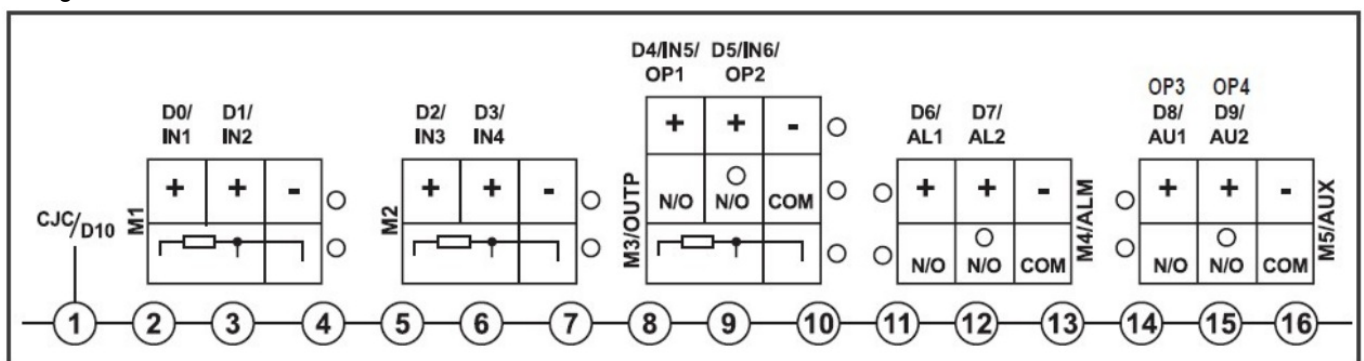 D4/IN5/ D5/IN6/
OP1 OP2
OP3 OP4
D0/ D1/ D2/ D3/ D6/ D7/ D8/ D9/
IN1 IN2 IN3 IN4 AL1 AL2 AU1 AU2
+ + -
+ + - + + - + + - + + -
N/O N/O COM
CJC/D10
M1
M2
M3/OUTP
M4/ALM
M5/AUX
N/O N/O COM N/O N/O COM
1 2 3 4 5 6 7 8 9 10 11 12 13 14 15 16